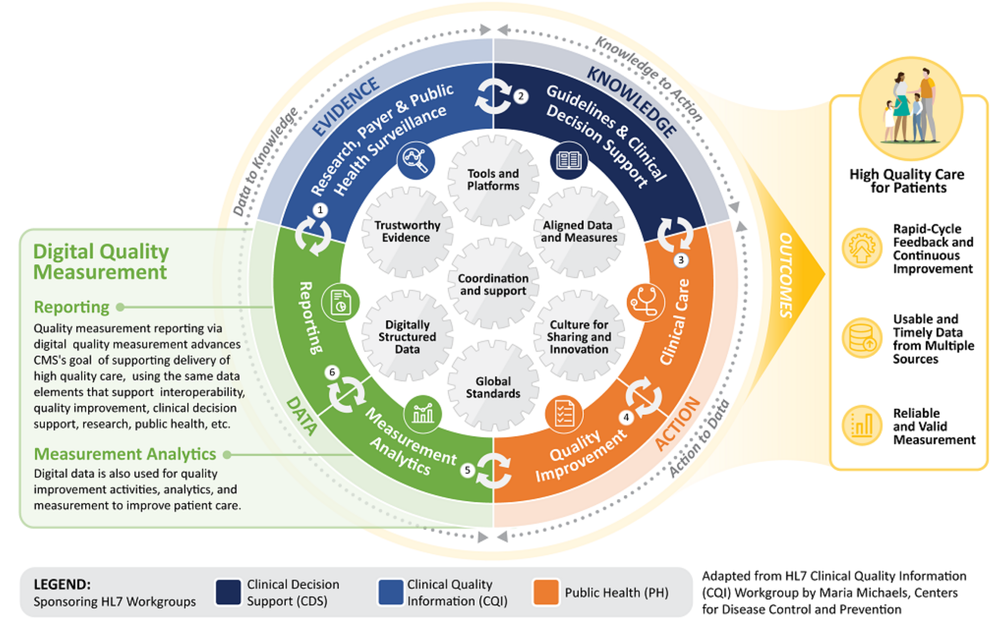 Digital Quality
Measurement
Reporting
Quality measurement reporting via
digital quality measurement advances
CMS's goal of supporting delivery of
high quality care, using the same data
elements that support interoperability,
quality improvement, clinical decision
support, research, public health, etc.
Measurement Analytics
Digital data is also used for quality
improvement activities, analytics, and
measurement to improve patient care.
Data to Knowledge
Knowledge to Action
Action to Data
EVIDENCE
KNOWLEDGE
ACTION
DATA
1
Research, Payer & Public
Health Surveillance
2
Guidelines & Clinical
Decision Support
3
Clinical Care
4
Quality
Improvement
5
Measurement
Analytics
6
Reporting
Tools and
Platforms
Trustworthy
Evidence
Aligned Data
and Measures
Coordination
and support
Digitally
Structured
Data
Culture for
Sharing and
Innovation
Global
Standards
OUTCOMES
High Quality Care
for Patients
Rapid-Cycle
Feedback and
Continuous
Improvement
Usable and
Timely Data
from Multiple
Sources
Reliable
and Valid
Measurement
LEGEND:
Sponsoring HL7 Workgroups
Clinical Decision
Support (CDS)
Clinical Quality
Information (CQI)
Public Health (PH)
Adapted from HL7 Clinical Quality Information
(CQI) Workgroup by Maria Michaels, Centers
for Disease Control and Prevention